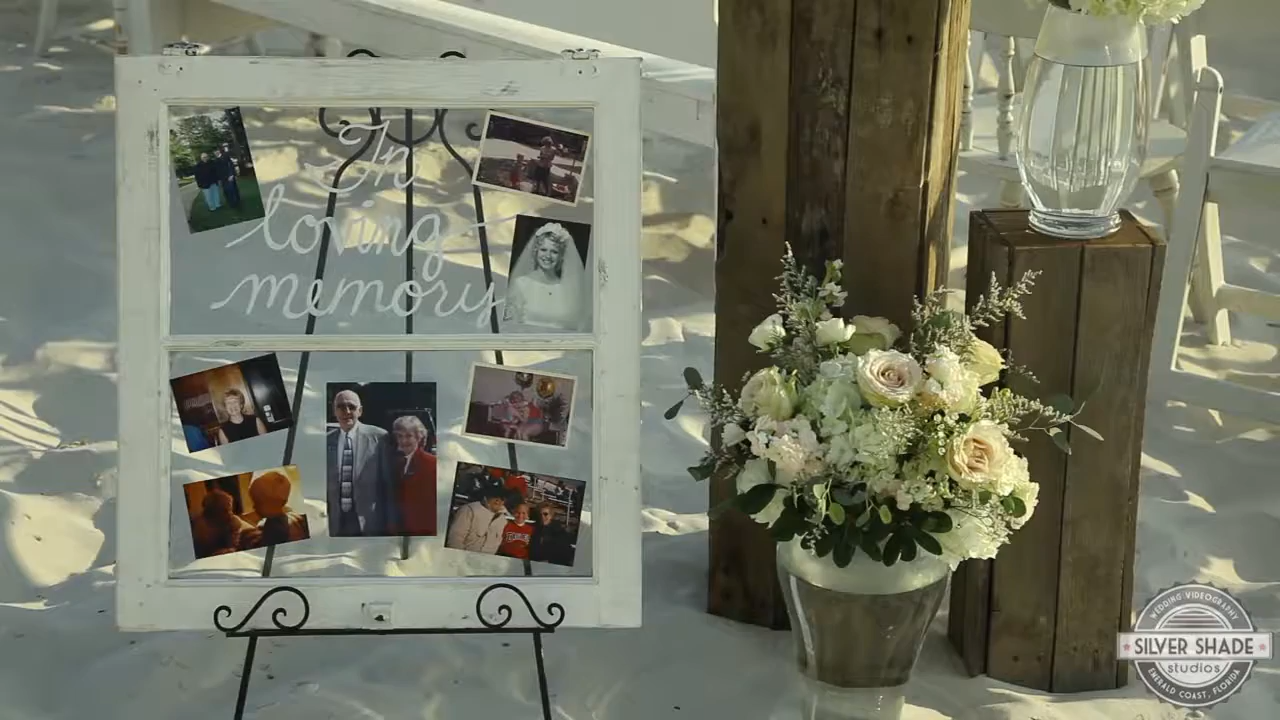 In
loving
memory
WEDDING VIDEOGRAPHY
SILVER SHADE
studios
EMERALD COAST, FLORIDA